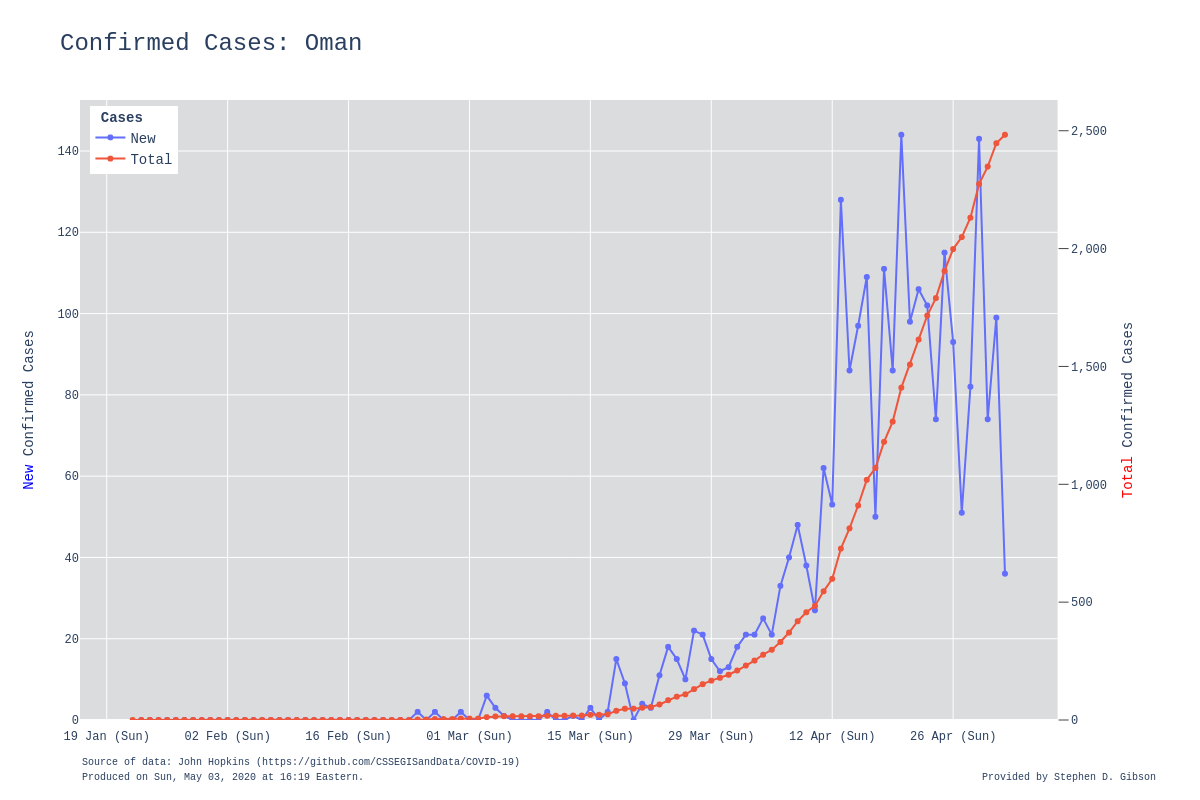 Confirmed Cases: Oman
Cases
New
Total
140
120
100
80
60
40
20
0
2,500
2,000
1,500
1,000
500
0
New Confirmed Cases
Total Confirmed Cases
19 Jan (Sun)
02 Feb (Sun)
16 Feb (Sun)
01 Mar (Sun)
15 Mar (Sun)
29 Mar (Sun)
12 Apr (Sun)
26 Apr (Sun)
Source of data: John Hopkins (https://github.com/CSSEGISandData/COVID-19)
Produced on Sun, May 03, 2020 at 16:19 Eastern.
Provided by Stephen D. Gibson